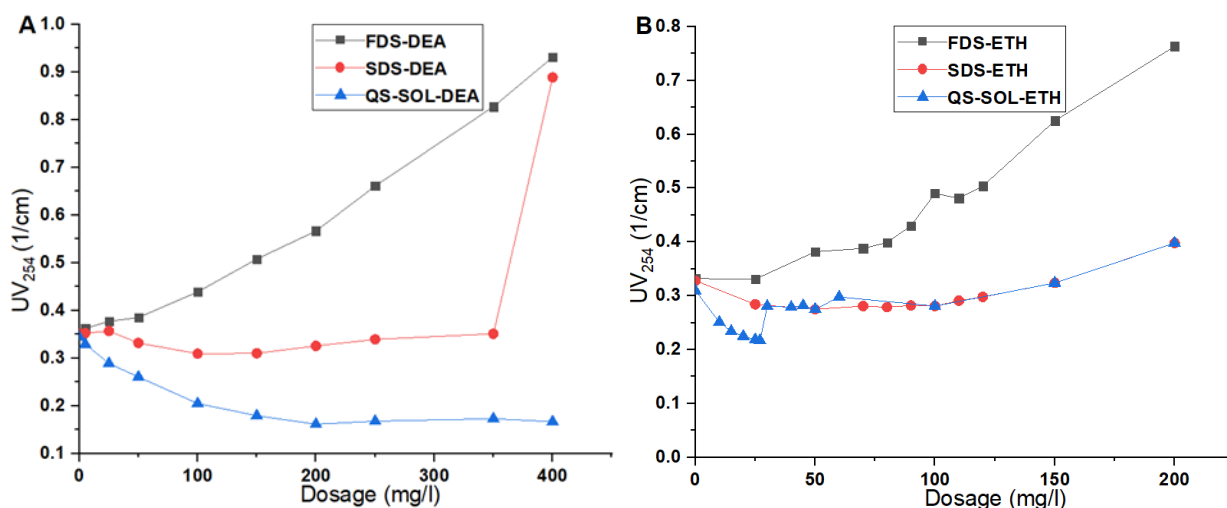 A
FDS-DEA
SDS-DEA
QS-SOL-DEA
UV254 (1/cm)
1.0
0.9
0.8
0.7
0.6
0.5
0.4
0.3
0.2
0.1
0 100 200 300 400
Dosage (mg/l)
B
FDS-ETH
SDS-ETH
QS-SOL-ETH
UV254 (1/cm)
0.8
0.7
0.6
0.5
0.4
0.3
0.2
0.1
0.0
0 50 100 150 200
Dosage (mg/l)